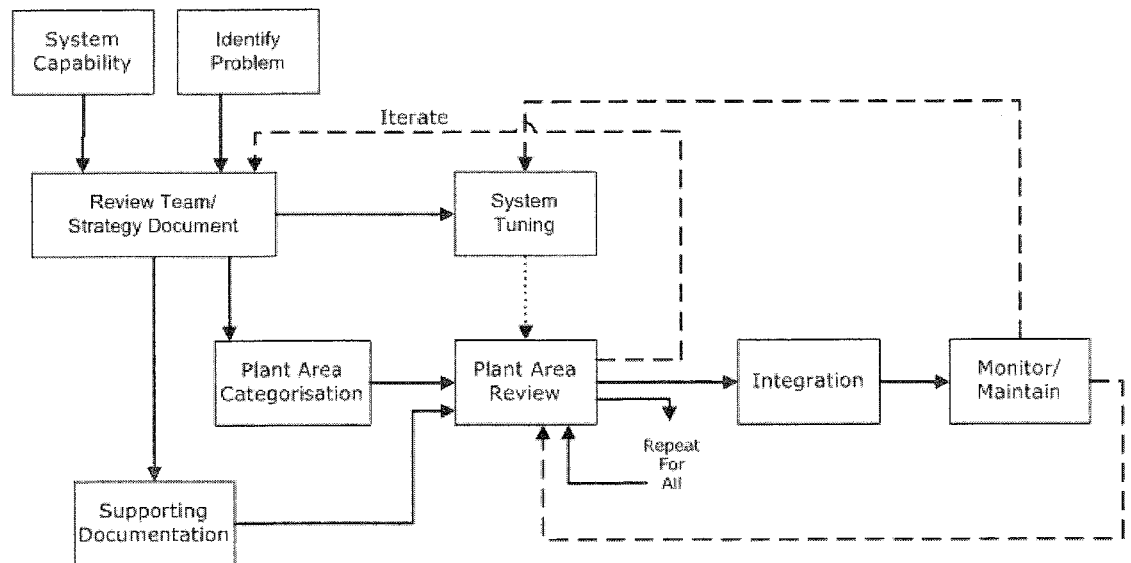 System
Capability
Identify
Problem
Iterate
Review Team/
Strategy Document
System
Tuning
Plant Area
Categorisation
Plant Area
Review
Integration
Monitor/
Maintain
Repeat
For
All
Supporting
Documentation